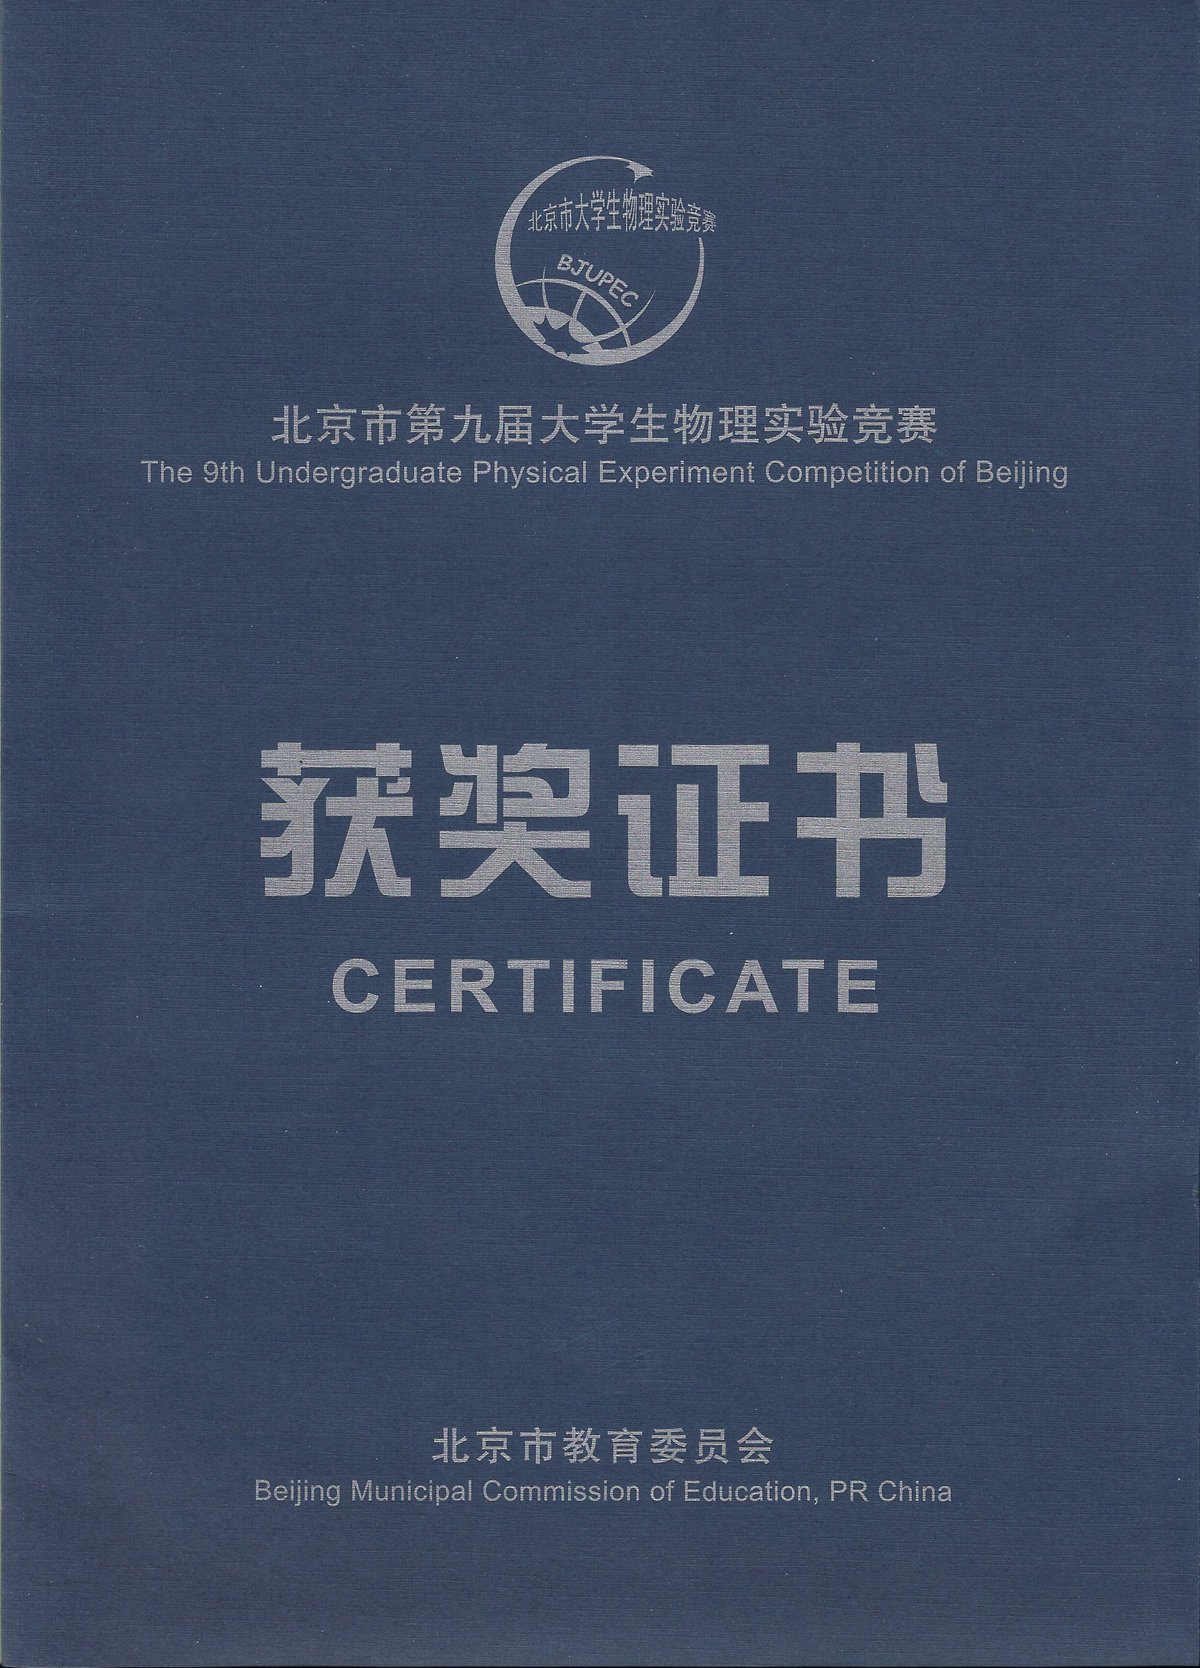 北京市大学生物理实验竞赛
BJUPEC
北京市第九届大学生物理实验竞赛
The 9th Undergraduate Physical Experiment Competition of Beijing
获奖证书
CERTIFICATE
北京市教育委员会
Beijing Municipal Commission of Education, PR China